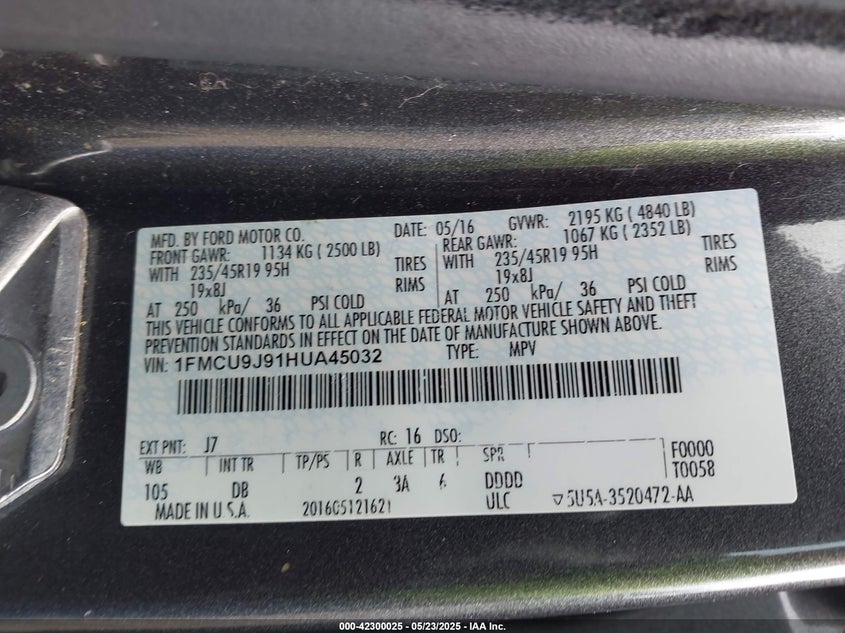 MFD. BY FORD MOTOR CO. DATE: 05/16 GVWR: 2195 KG ( 4840 LB)
FRONT GAWR: 1134 KG ( 2500 LB) REAR GAWR: 1067 KG ( 2352 LB)
WITH 235/45R19 95H TIRES WITH 235/45R19 95H TIRES
19x8J RIMS 19x8J RIMS
AT 250 kPa/ 36 PSI COLD AT 250 kPa/ 36 PSI COLD
THIS VEHICLE CONFORMS TO ALL APPLICABLE FEDERAL MOTOR VEHICLE SAFETY AND THEFT
PREVENTION STANDARDS IN EFFECT ON THE DATE OF MANUFACTURE SHOWN ABOVE.
VIN: 1FMCU9J91HUA45032 TYPE: MPV
EXT PNT: J7 RC: 16 DSO:
WB INT TR TP/PS R AXLE TR SPR F0000
105 DB 2 3A 6 DDDD T0058
MADE IN U.S.A. 201605121621 ULC 5U5A-3520472-AA
000-42300025 - 05/23/2025 - IAA Inc.